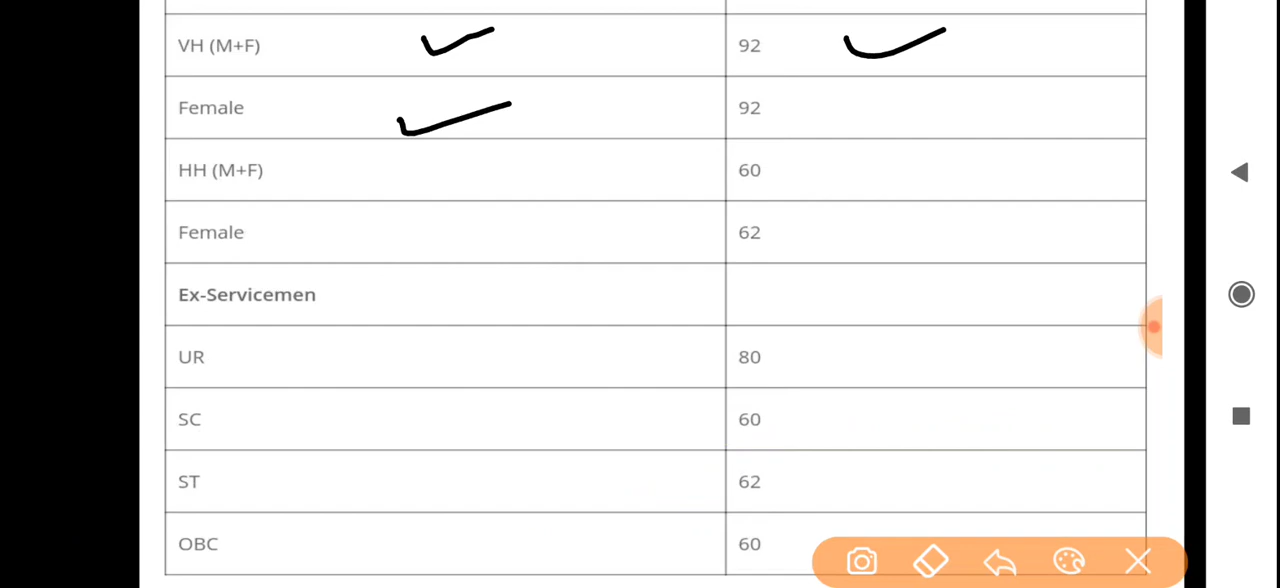 VH (M+F) 92
Female 92
HH (M+F) 60
Female 62
Ex-Servicemen
UR 80
SC 60
ST 62
OBC 60